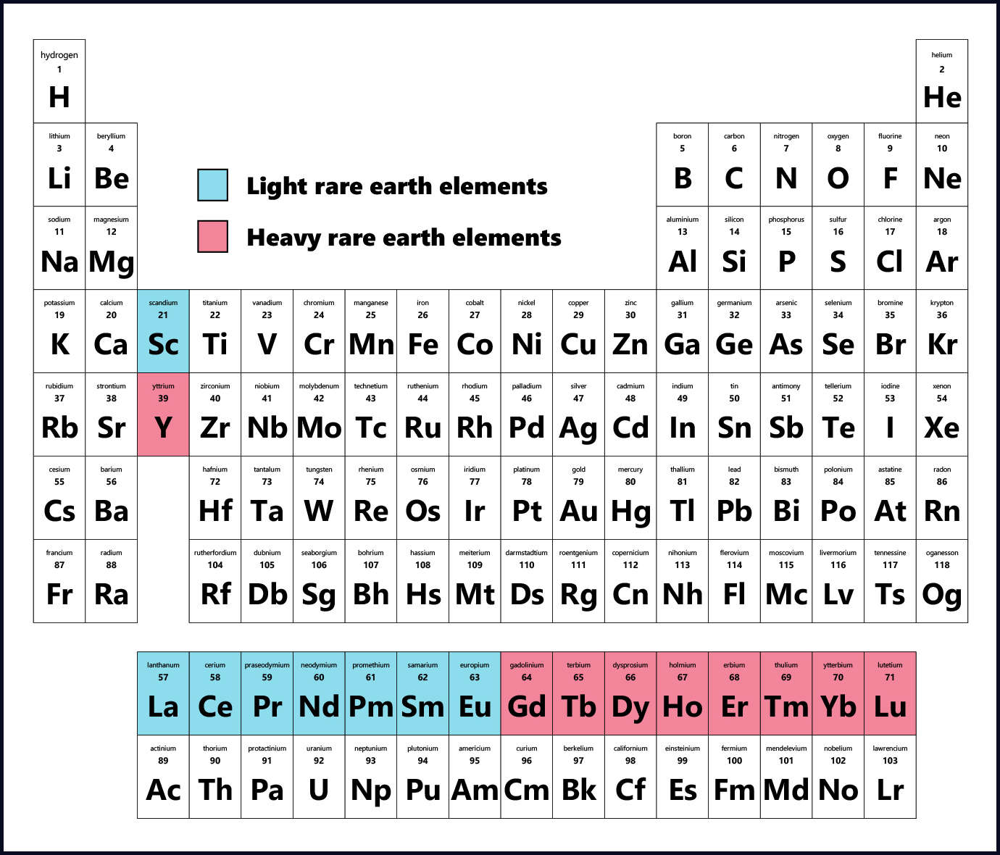 hydrogen helium
1 2
H He
lithium beryllium boron carbon nitrogen oxygen fluorine neon
3 4 5 6 7 8 9 10
Li Be B C N O F Ne
Light rare earth elements
sodium magnesium aluminium silicon phosphorus sulfur chlorine argon
11 12 13 14 15 16 17 18
Heavy rare earth elements
Na Mg Al Si P S Cl Ar
potassium calcium scandium titanium vanadium chromium manganese iron cobalt nickel copper zinc gallium germanium arsenic selenium bromine krypton
19 20 21 22 23 24 25 26 27 28 29 30 31 32 33 34 35 36
K Ca Sc Ti V Cr Mn Fe Co Ni Cu Zn Ga Ge As Se Br Kr
rubidium strontium yttrium zirconium niobium molybdenum technetium ruthenium rhodium palladium silver cadmium indium tin antimony tellerium iodine xenon
37 38 39 40 41 42 43 44 45 46 47 48 49 50 51 52 53 54
Rb Sr Y Zr Nb Mo Tc Ru Rh Pd Ag Cd In Sn Sb Te I Xe
cesium barium hafnium tantalum tungsten rhenium osmium iridium platinum gold mercury thallium lead bismuth polonium astatine radon
55 56 72 73 74 75 76 77 78 79 80 81 82 83 84 85 86
Cs Ba Hf Ta W Re Os Ir Pt Au Hg Tl Pb Bi Po At Rn
francium radium rutherfordium dubnium seaborgium bohrium hassium meiterium darmstadtium roentgenium copernicium nihonium flerovium moscovium livermorium tennessine oganesson
87 88 104 105 106 107 108 109 110 111 112 113 114 115 116 117 118
Fr Ra Rf Db Sg Bh Hs Mt Ds Rg Cn Nh Fl Mc Lv Ts Og
lanthanum cerium praseodymium neodymium promethium samarium europium gadolinium terbium dysprosium holmium erbium thulium ytterbium lutetium
57 58 59 60 61 62 63 64 65 66 67 68 69 70 71
La Ce Pr Nd Pm Sm Eu Gd Tb Dy Ho Er Tm Yb Lu
actinium thorium protactinium uranium neptunium plutonium americium curium berkelium californium einsteinium fermium mendelevium nobelium lawrencium
89 90 91 92 93 94 95 96 97 98 99 100 101 102 103
Ac Th Pa U Np Pu Am Cm Bk Cf Es Fm Md No Lr